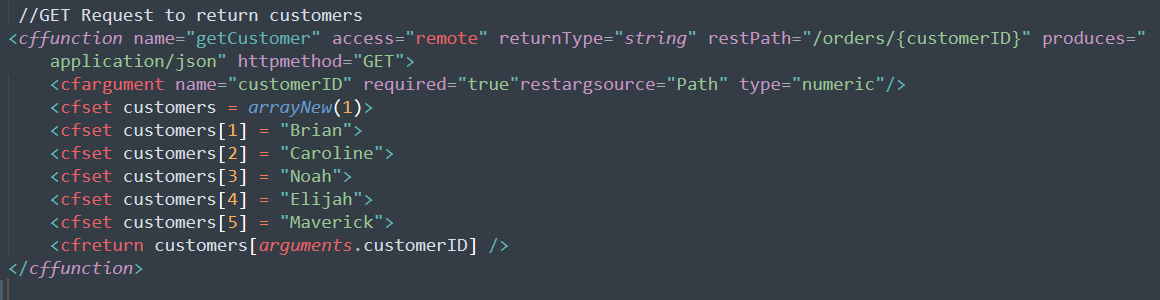 //GET Request to return customers
<cffunction name="getCustomer" access="remote" returnType="string" restPath="/orders/{customerID}" produces="
application/json" httpmethod="GET">
<cfargument name="customerID" required="true"restargsource="Path" type="numeric"/>
<cfset customers = arrayNew(1)>
<cfset customers[1] = "Brian">
<cfset customers[2] = "Caroline">
<cfset customers[3] = "Noah">
<cfset customers[4] = "Elijah">
<cfset customers[5] = "Maverick">
<cfreturn customers[arguments.customerID] />
</cffunction>